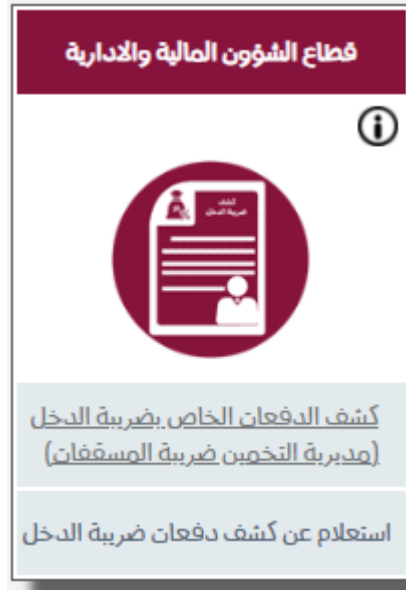 قطاع الشؤون المالية والادارية
كشف
ضريبة الدخل
كشف الدفعات الخاص بضريبة الدخل
(مديرية التخمين ضريبة المسقفات)
استعلام عن كشف دفعات ضريبة الدخل